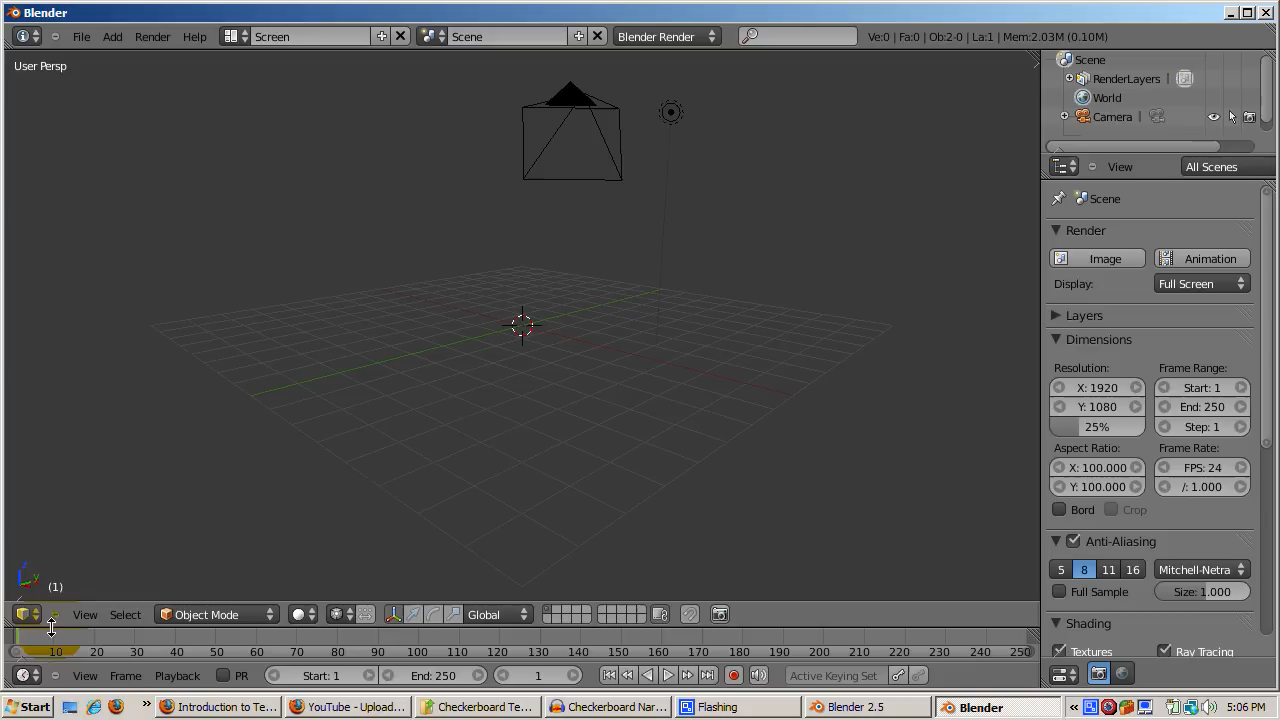 Blender
File Add Render Help Screen Scene Blender Render Ve:0 | Fa:0 | Ob:2-0 | La:1 | Mem:2.03M (0.10M)
User Persp
Scene
RenderLayers
World
Camera
View All Scenes
Scene
Render
Image Animation
Display: Full Screen
Layers
Dimensions
Resolution: Frame Range:
X: 1920 Start: 1
Y: 1080 End: 250
25% Step: 1
Aspect Ratio: Frame Rate:
X: 100.000 FPS: 24
Y: 100.000 /: 1.000
Bord Crop
Anti-Aliasing
5 8 11 16 Mitchell-Netra
Full Sample Size: 1.000
Shading
Textures Ray Tracing
(1)
View Select Object Mode Global
10 20 30 40 50 60 70 80 90 100 110 120 130 140 150 160 170 180 190 200 210 220 230 240 250
View Frame Playback PR Start: 1 End: 250 1 Active Keying Set
Start Introduction to Te... YouTube - Upload... Checkerboard Te... Checkerboard Nar... Flashing Blender 2.5 Blender 5:06 PM